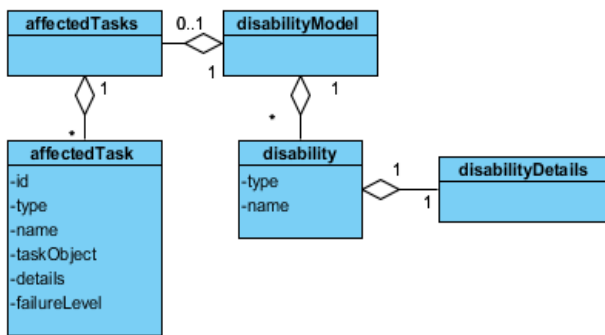 affectedTasks
0..1
disabilityModel
1
1
1
*
*
affectedTask
-id
-type
-name
-taskObject
-details
-failureLevel
disability
-type
-name
1
1
disabilityDetails